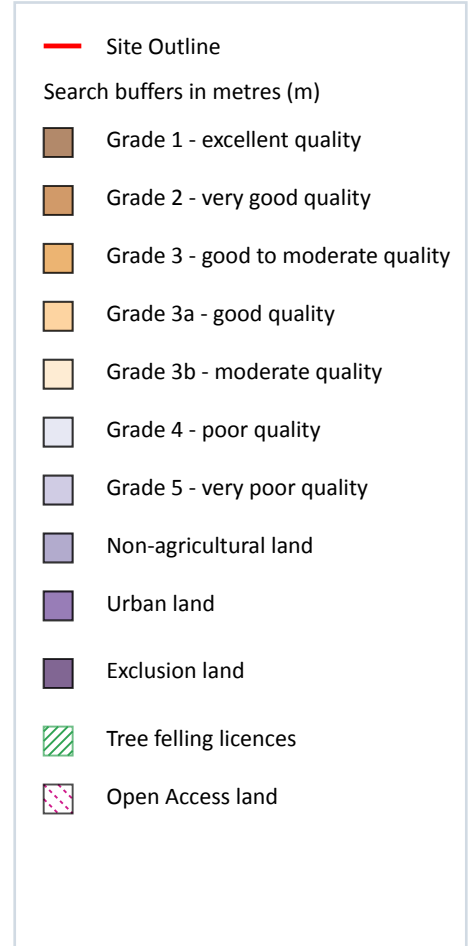 Site Outline
Search buffers in metres (m)
Grade 1 - excellent quality
Grade 2 - very good quality
Grade 3 - good to moderate quality
Grade 3a - good quality
Grade 3b - moderate quality
Grade 4 - poor quality
Grade 5 - very poor quality
Non-agricultural land
Urban land
Exclusion land
Tree felling licences
Open Access land